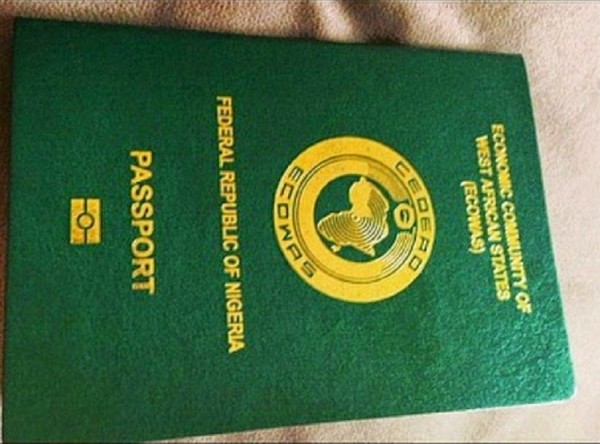 ECONOMIC COMMUNITY OF
WEST AFRICAN STATES
(ECOWAS)
CEDEAO
ECOWAS
FEDERAL REPUBLIC OF NIGERIA
PASSPORT